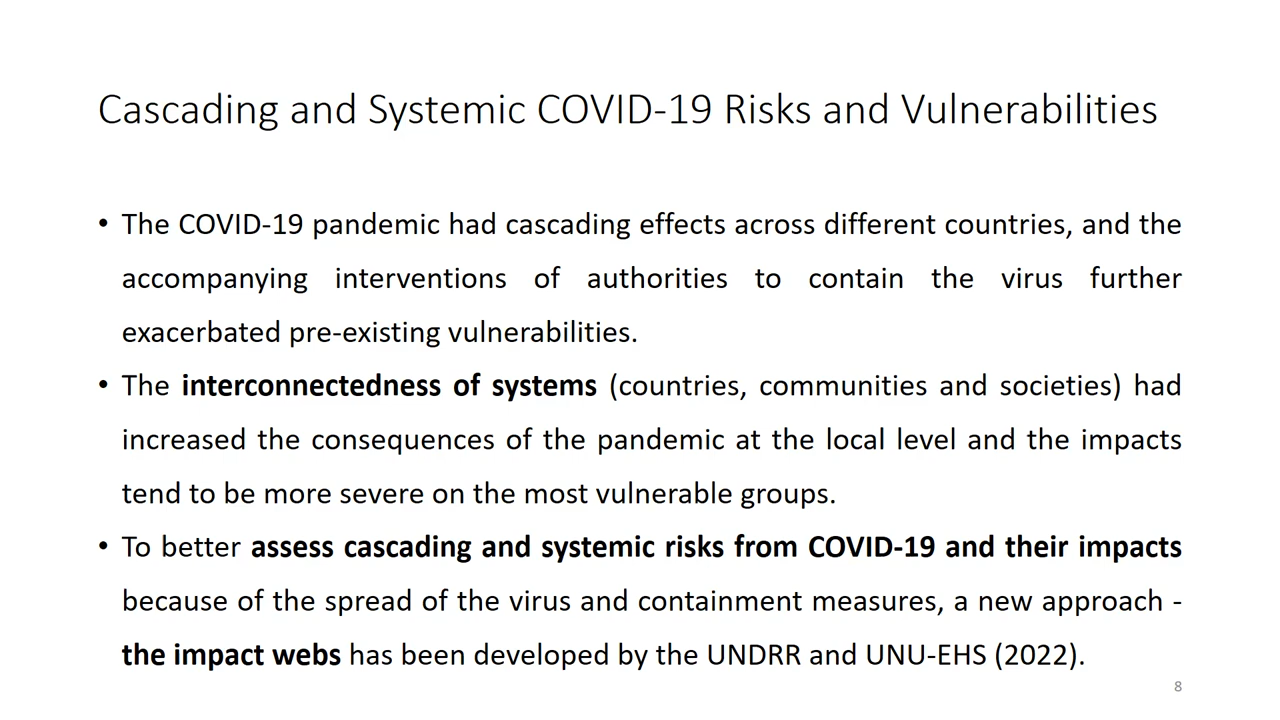 Cascading and Systemic COVID-19 Risks and Vulnerabilities
• The COVID-19 pandemic had cascading effects across different countries, and the
accompanying interventions of authorities to contain the virus further
exacerbated pre-existing vulnerabilities.
• The interconnectedness of systems (countries, communities and societies) had
increased the consequences of the pandemic at the local level and the impacts
tend to be more severe on the most vulnerable groups.
• To better assess cascading and systemic risks from COVID-19 and their impacts
because of the spread of the virus and containment measures, a new approach -
the impact webs has been developed by the UNDRR and UNU-EHS (2022).
8